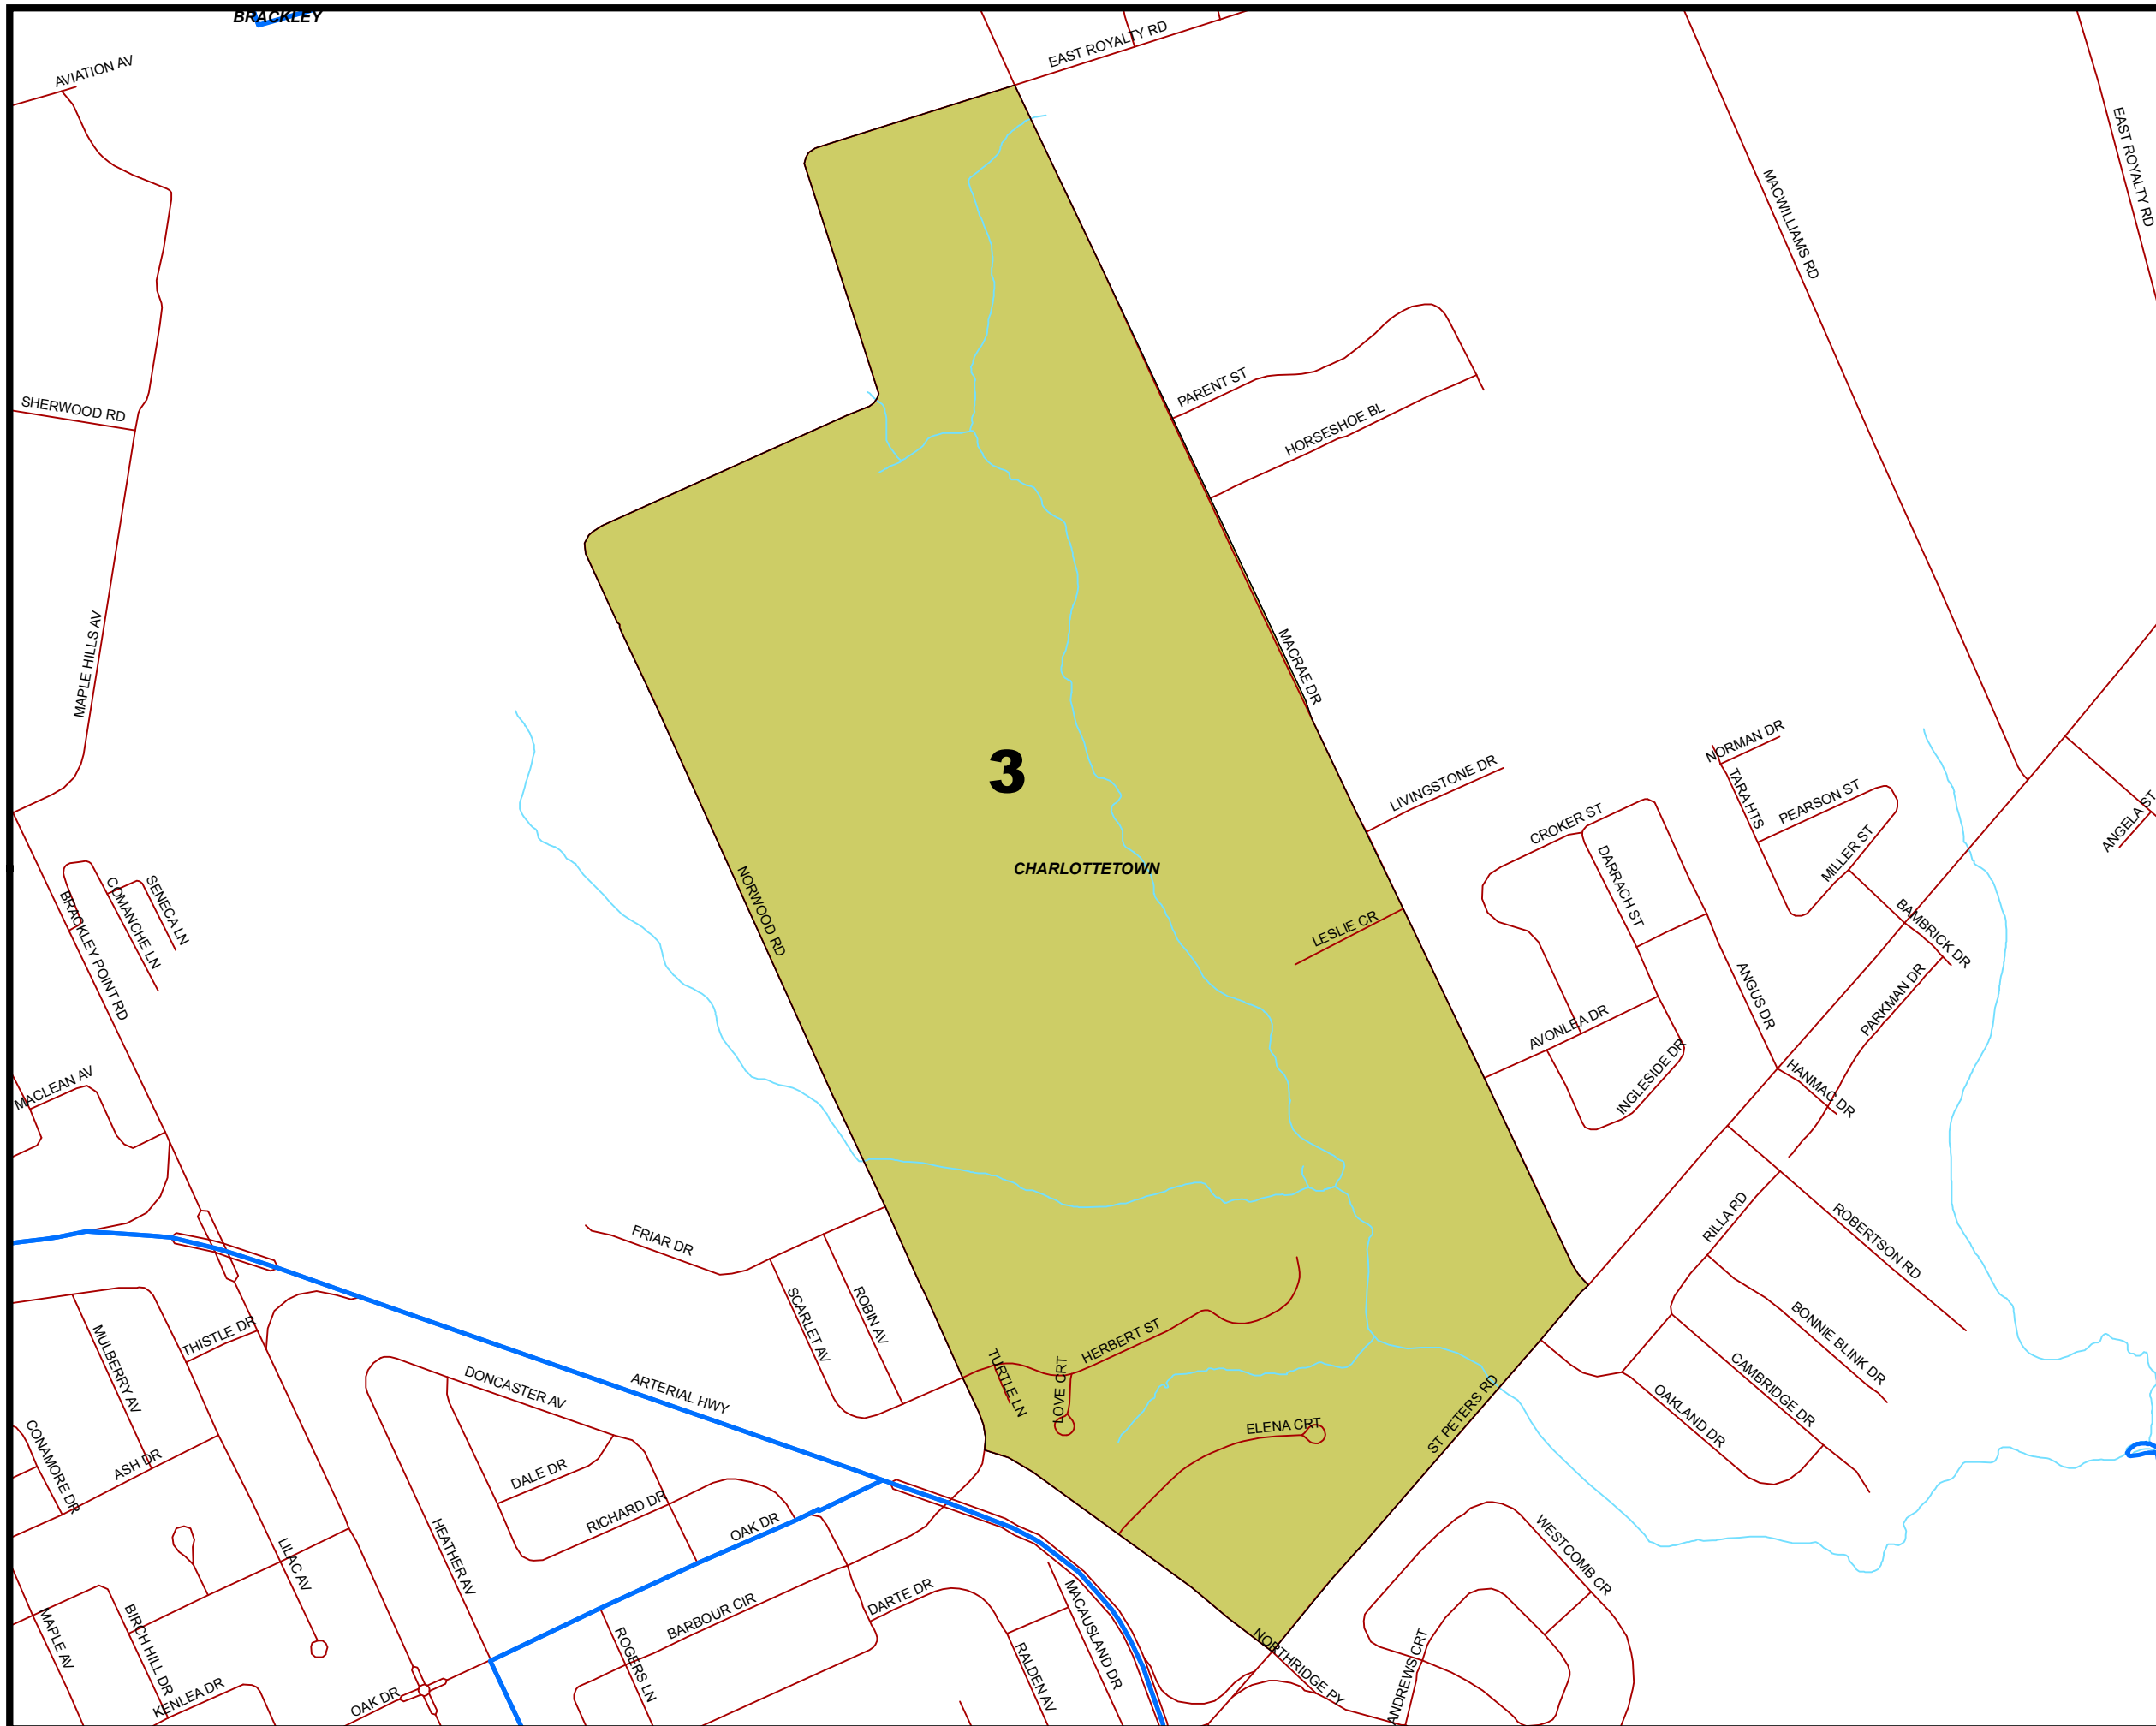 BRACKLEY
EAST ROYALTY RD
AVIATION AV
EAST ROYALTY RD
MACWILLIAMS RD
PARENT ST
SHERWOOD RD
HORSESHOE BL
MAPLE HILLS AV
MACRAE DR
NORMAN DR
3
LIVINGSTONE DR
TARA HTS
PEARSON ST
CROKER ST
ANGELA ST
MILLER ST
CHARLOTTETOWN
DARRACH ST
NORWOOD RD
SENECA LN
COMANCHE LN
BRACKLEY POINT RD
LESLIE CR
BAMBRICK DR
ANGUS DR
PARKMAN DR
AVONLEA DR
INGLESIDE DR
MACLEAN AV
HANMAC DR
RILLA RD
ROBERTSON RD
FRIAR DR
SCARLET AV
ROBIN AV
THISTLE DR
MULBERRY AV
HERBERT ST
TURTLE LN
LOVE CRT
BONNIE BLINK DR
CAMBRIDGE DR
OAKLAND DR
DONCASTER AV
ARTERIAL HWY
ST PETERS RD
ELENA CRT
CONAMORE DR
ASH DR
DALE DR
RICHARD DR
OAK DR
HEATHER AV
LILAC AV
WESTCOMB CR
MAPLE AV
BIRCH HILL DR
BARBOUR CIR
DARTE DR
MACAUSLAND DR
ROGERS LN
RALDEN AV
NORTHRIDGE PY
ANDREWS CRT
KENLEA DR
OAK DR